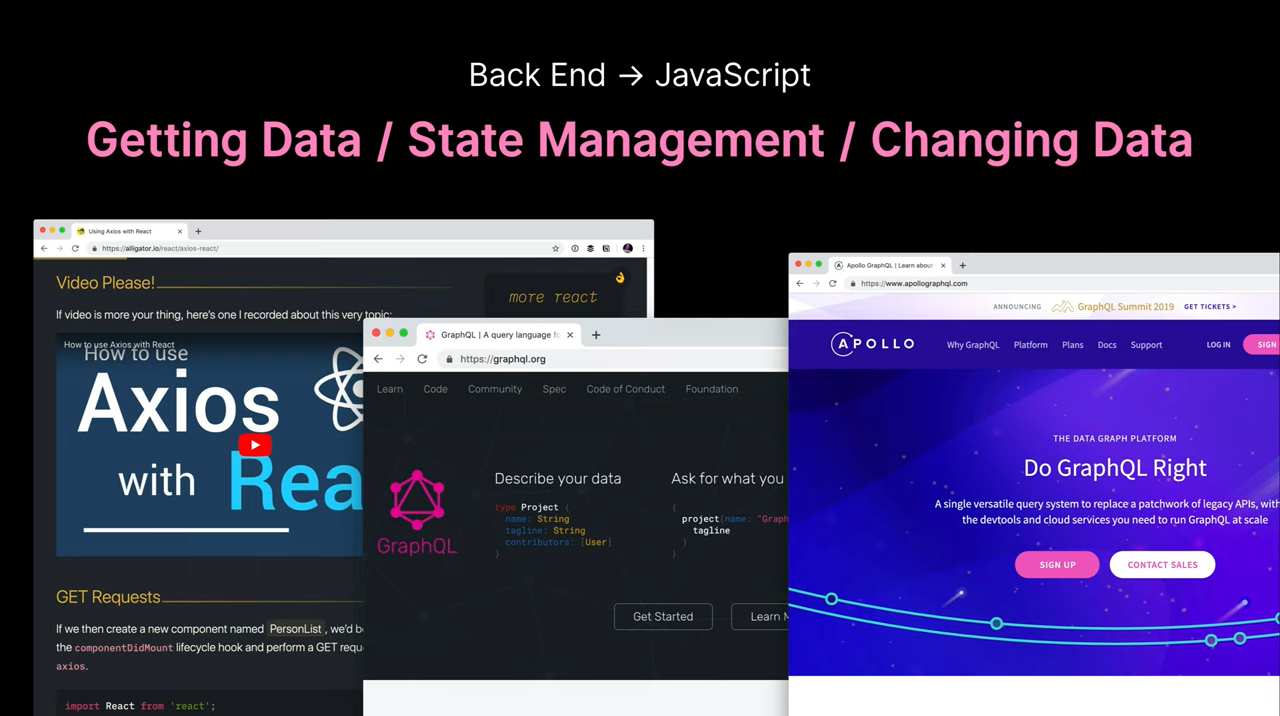 Back End → JavaScript
Getting Data / State Management / Changing Data
Using Axios with React
https://alligator.io/react/axios-react/
Video Please!
more react
If video is more your thing, here's one I recorded about this very topic:
How to use Axios with React
How to use
Axios
with Rea
GET Requests
If we then create a new component named PersonList, we'd b
the componentDidMount lifecycle hook and perform a GET requ
axios.
import React from 'react';
GraphQL | A query language fo
https://graphql.org
Learn Code Community Spec Code of Conduct Foundation
GraphQL
Describe your data
type Project {
name: String
tagline: String
contributors: [User]
}
Ask for what you
{
project(name: "Graph
tagline
}
}
Get Started
Learn M
Apollo GraphQL | Learn about
https://www.apollographql.com
ANNOUNCING GraphQL Summit 2019 GET TICKETS >
APOLLO Why GraphQL Platform Plans Docs Support LOG IN SIGN
THE DATA GRAPH PLATFORM
Do GraphQL Right
A single versatile query system to replace a patchwork of legacy APIs, with
the devtools and cloud services you need to run GraphQL at scale
SIGN UP CONTACT SALES